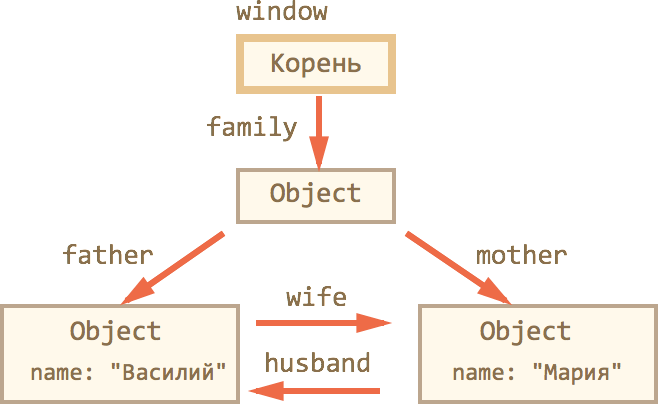 window
Корень
family
Object
father
mother
wife
Object
name: "Василий"
husband
Object
name: "Мария"